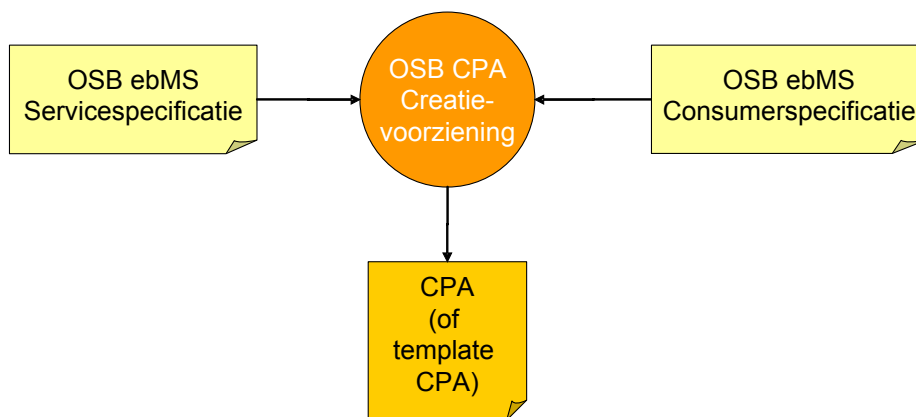 OSB ebMS
Servicespecificatie
OSB CPA
Creatie-
voorziening
OSB ebMS
Consumerspecificatie
CPA
(of
template
CPA)